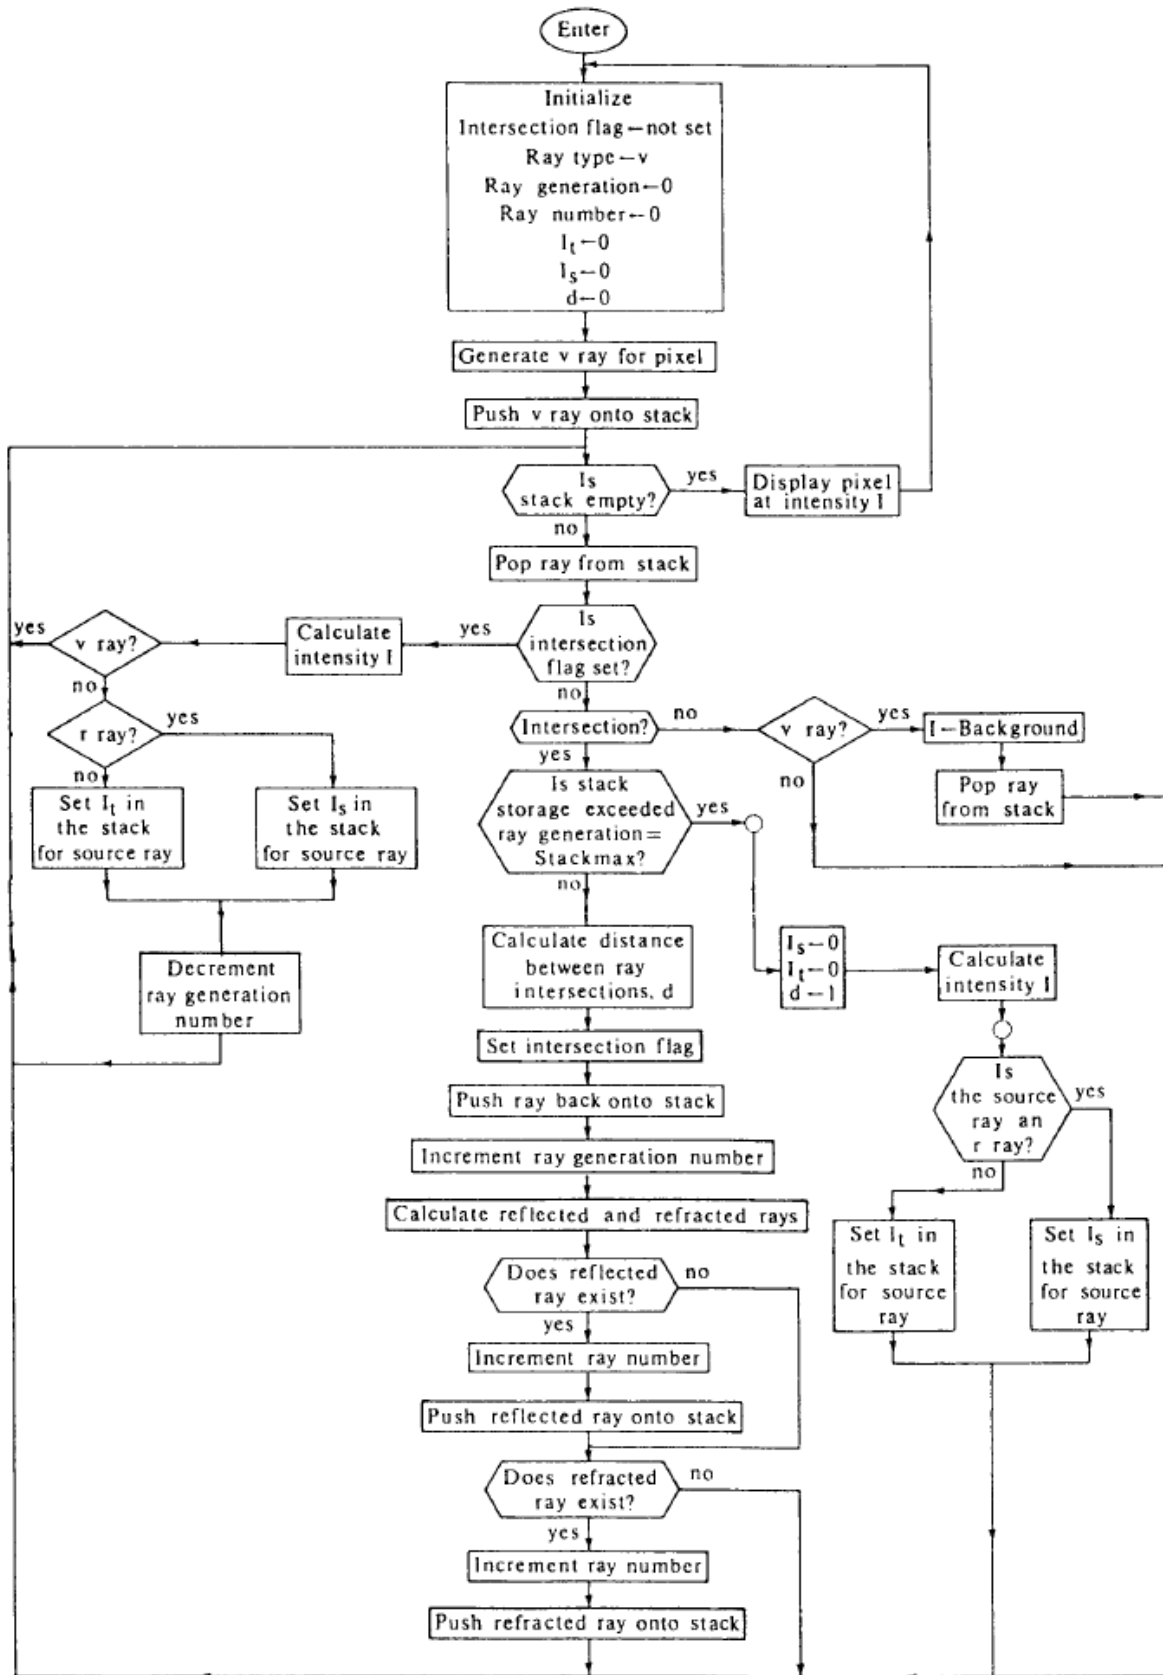 Enter
Initialize
Intersection flag←not set
Ray type←v
Ray generation←0
Ray number←0
It←0
Is←0
d←0
Generate v ray for pixel
Push v ray onto stack
Is
stack empty?
yes
Display pixel
at intensity I
no
Pop ray from stack
Is
intersection
flag set?
yes
Calculate
intensity I
v ray?
yes
no
r ray?
yes
no
Set It in
the stack
for source ray
Set Is in
the stack
for source ray
Decrement
ray generation
number
no
Intersection?
no
v ray?
yes
I←Background
Pop ray
from stack
no
yes
Is stack
storage exceeded
ray generation=
Stackmax?
yes
no
Is←0
It←0
d←1
Calculate
intensity I
Is
the source
ray an
r ray?
yes
no
Set It in
the stack
for source
ray
Set Is in
the stack
for source
ray
Calculate distance
between ray
intersections, d
Set intersection flag
Push ray back onto stack
Increment ray generation number
Calculate reflected and refracted rays
Does reflected
ray exist?
no
yes
Increment ray number
Push reflected ray onto stack
Does refracted
ray exist?
no
yes
Increment ray number
Push refracted ray onto stack